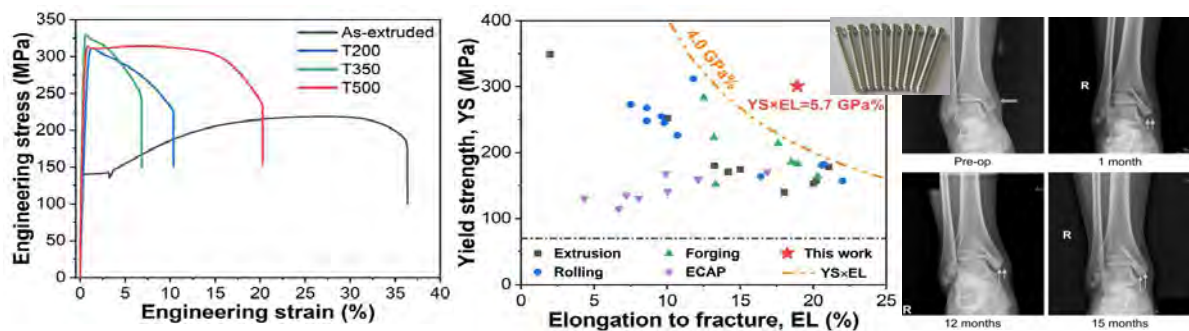 350
300
250
200
150
100
50
0
Engineering stress (MPa)
As-extruded
T200
T350
T500
0 5 10 15 20 25 30 35 40
Engineering strain (%)
400
300
200
100
0
Yield strength, YS (MPa)
4.0 GPa%
YS×EL=5.7 GPa%
Extrusion
Forging
This work
Rolling
ECAP
YS×EL
0 5 10 15 20 25
Elongation to fracture, EL (%)
Pre-op
R
1 month
R
12 months
R
15 months